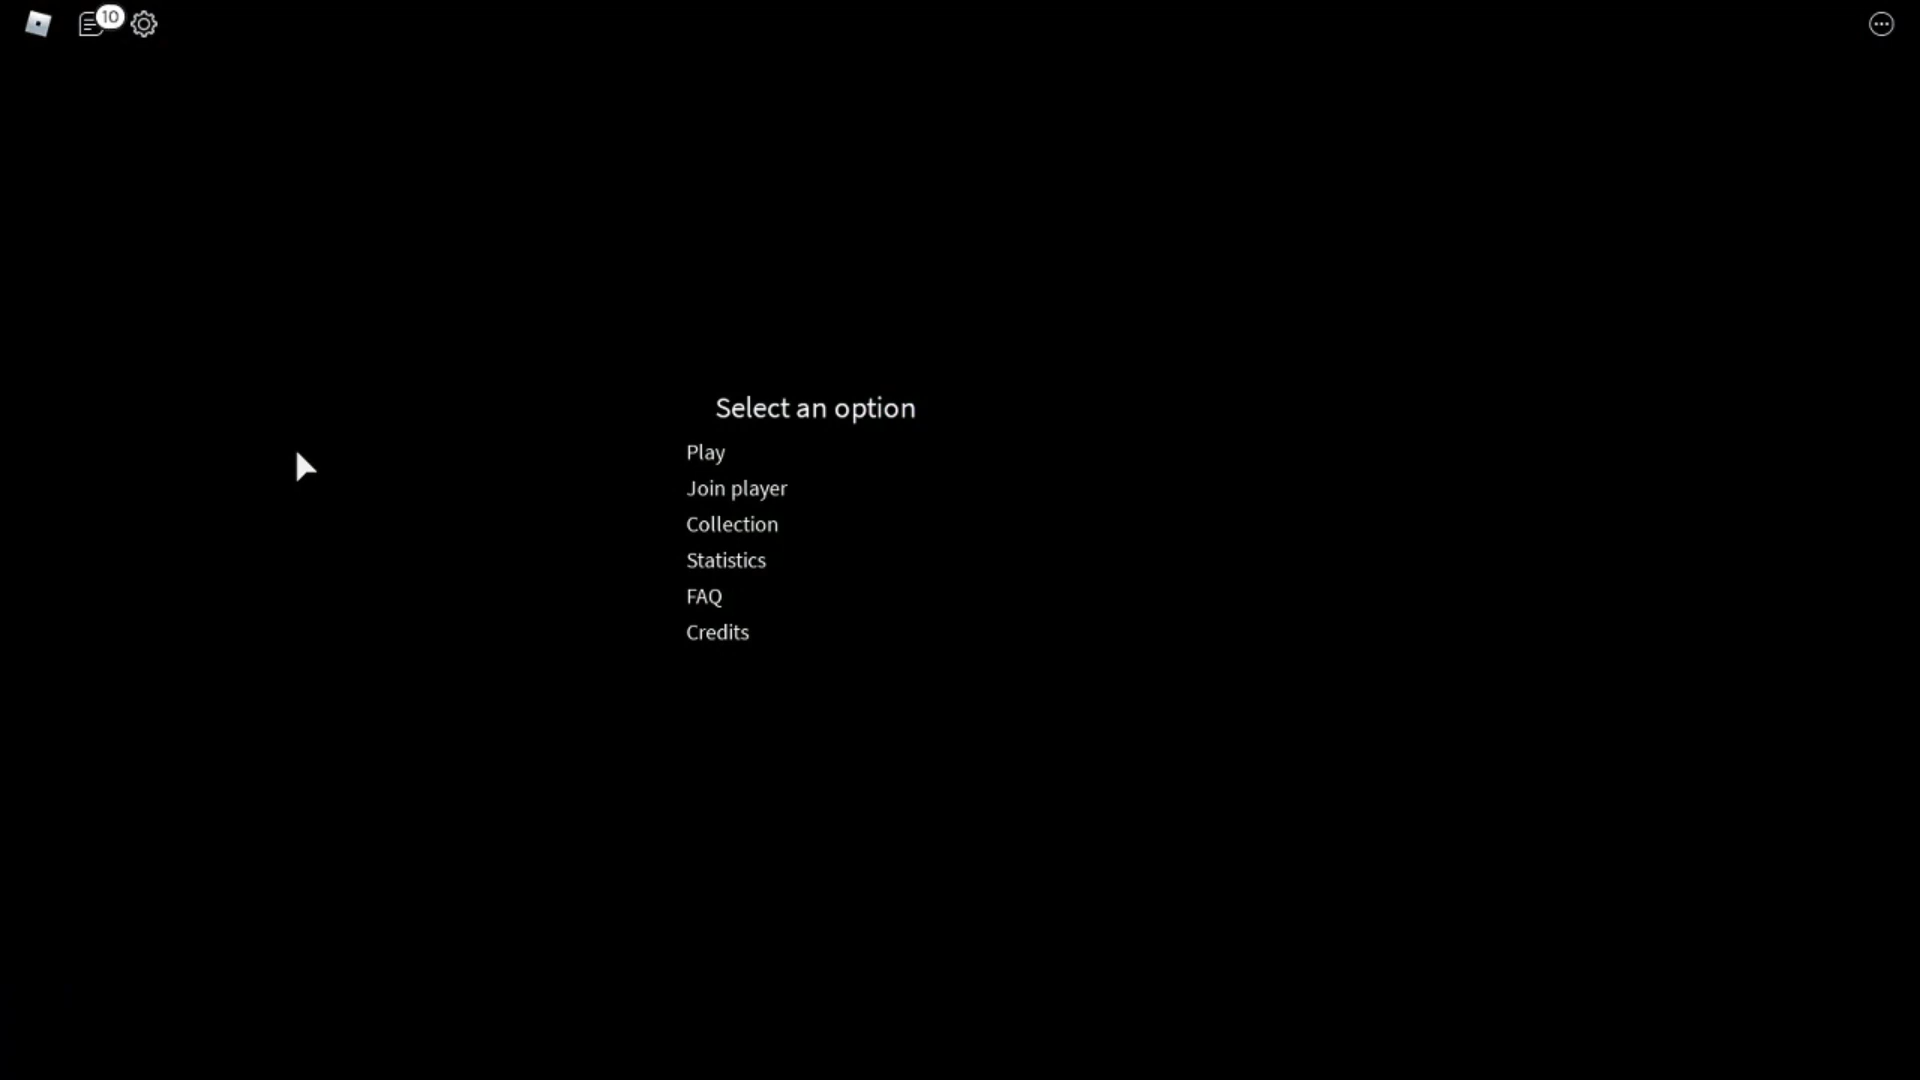 10
Select an option
Play
Join player
Collection
Statistics
FAQ
Credits